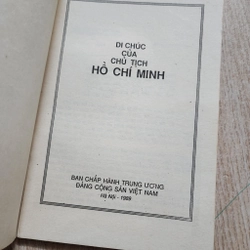 DI CHÚC
CỦA
CHỦ TỊCH
HỒ CHÍ MINH
BAN CHẤP HÀNH TRUNG ƯƠNG
ĐẢNG CỘNG SẢN VIỆT NAM
Hà Nội - 1989